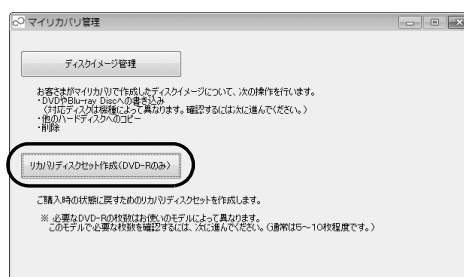 マイリカバリ管理
ディスクイメージ管理
お客さまがマイリカバリで作成したディスクイメージについて、次の操作を行います。
・DVDやBlu-ray Discへの書き込み
（対応ディスクは機種によって異なります。確認するには次に進んでください。）
・他のハードディスクへのコピー
・削除
リカバリディスクセット作成（DVD-Rのみ）
ご購入時の状態に戻すためのリカバリディスクセットを作成します。
※ 必要なDVD-Rの枚数はお使いのモデルによって異なります。
このモデルで必要な枚数を確認するには、次に進んでください。（通常は5～10枚程度です。）